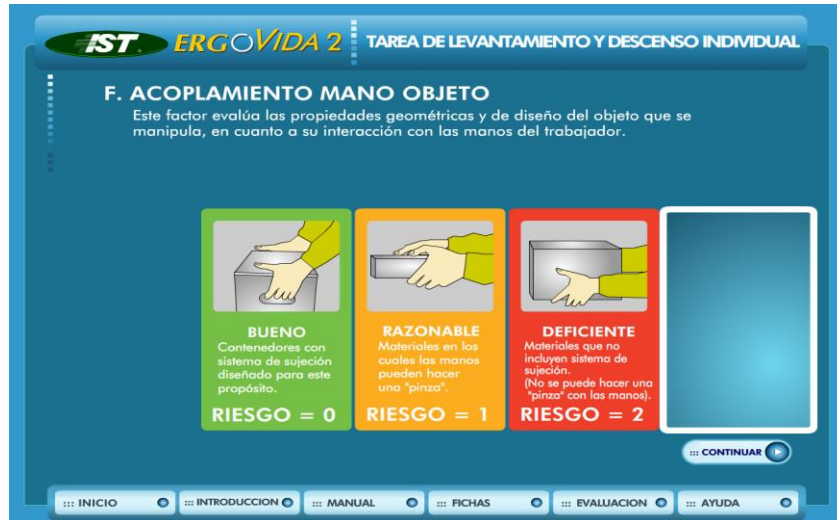 IST. ERGOVIDA 2 TAREA DE LEVANTAMIENTO Y DESCENSO INDIVIDUAL
F. ACOPLAMIENTO MANO OBJETO
Este factor evalúa las propiedades geométricas y de diseño del objeto que se
manipula, en cuanto a su interacción con las manos del trabajador.
BUENO
Contenedores con
sistema de sujeción
diseñado para este
propósito.
RIESGO = 0
RAZONABLE
Materiales en los
cuales las manos
pueden hacer
una "pinza".
RIESGO = 1
DEFICIENTE
Materiales que no
incluyen sistema de
sujeción.
(No se puede hacer una
"pinza" con las manos).
RIESGO = 2
::: CONTINUAR
::: INICIO ::: INTRODUCCION ::: MANUAL ::: FICHAS ::: EVALUACION ::: AYUDA